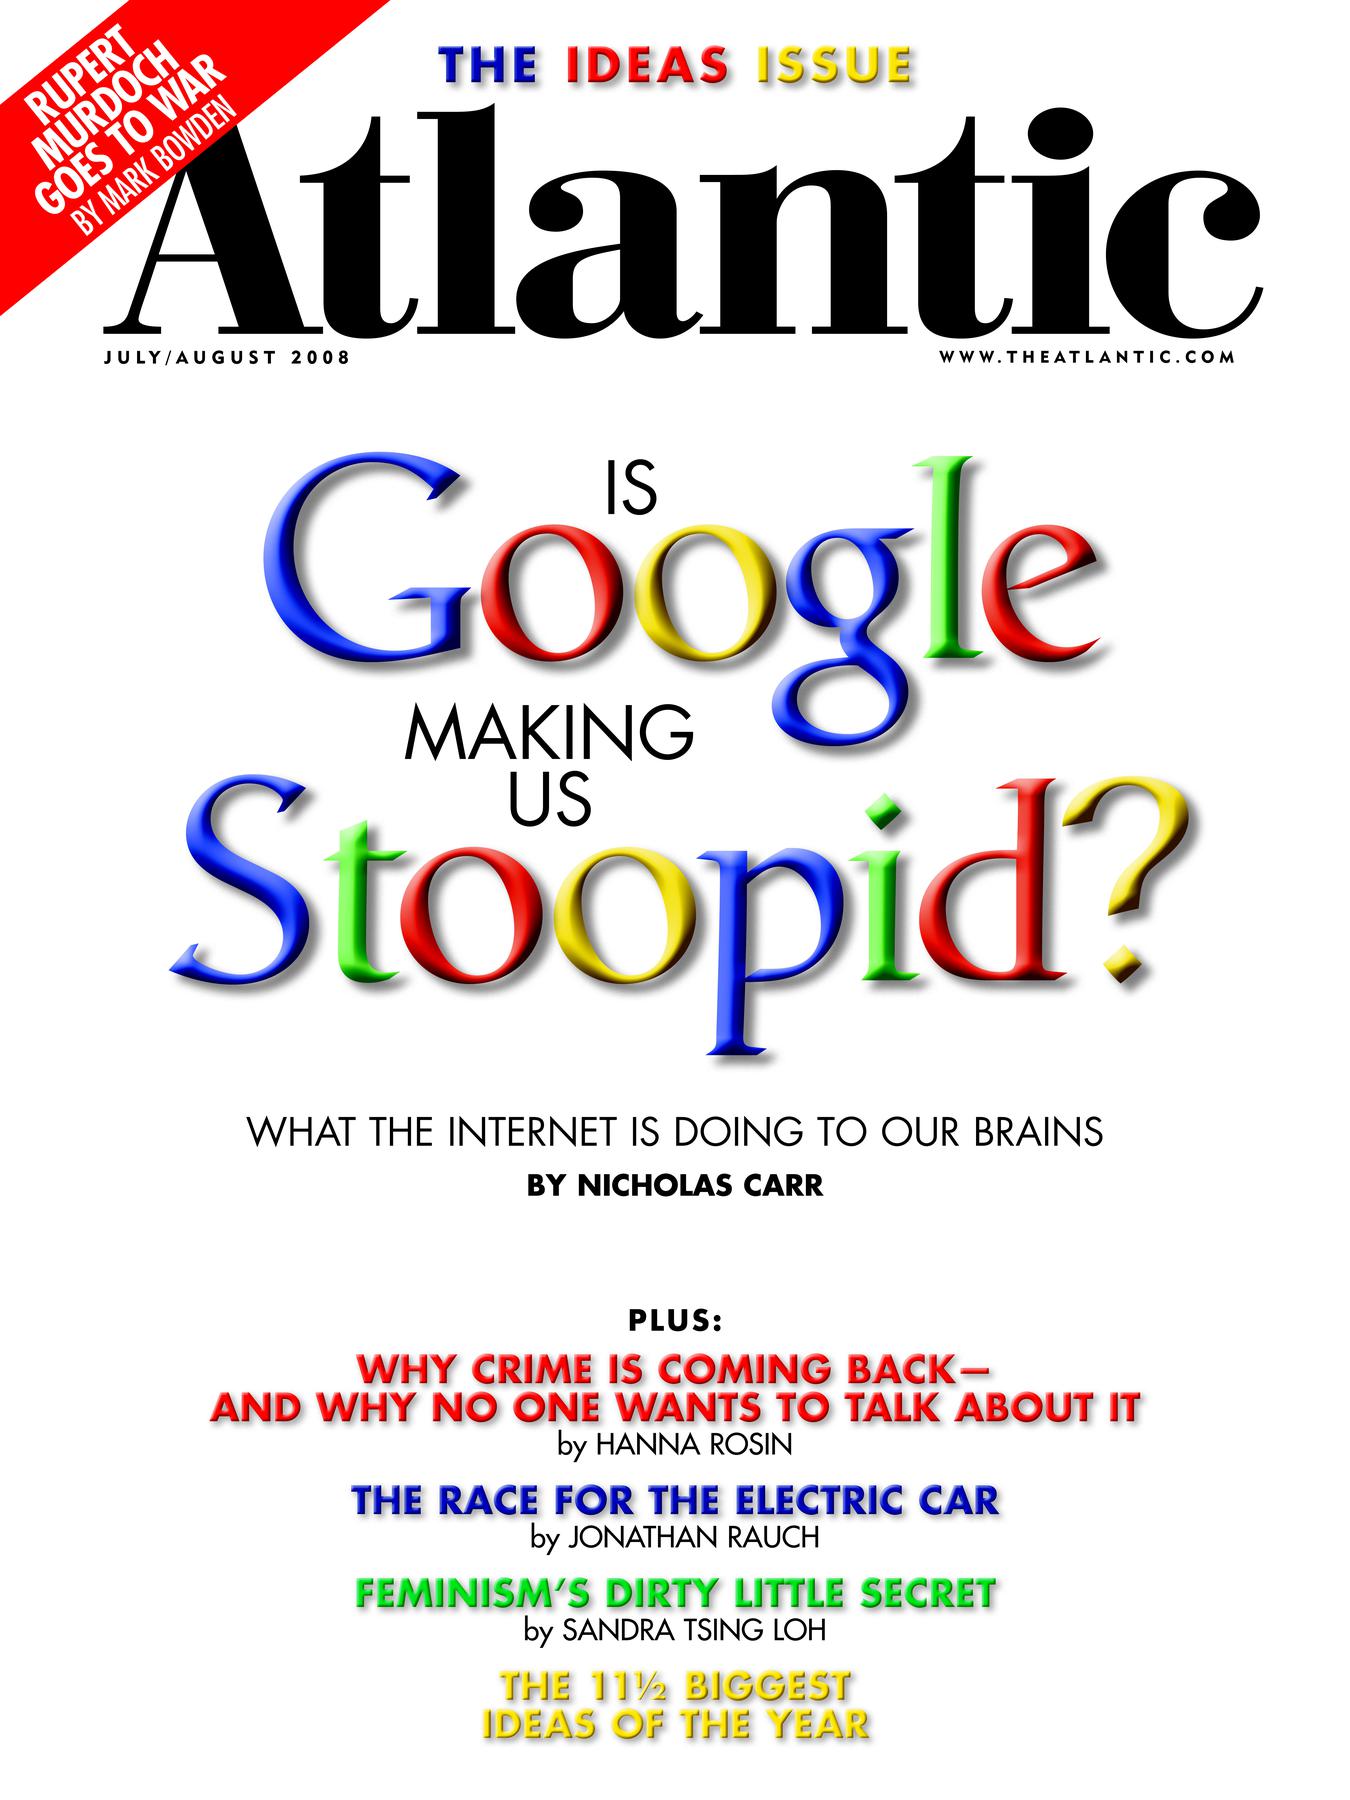 RUPERT
MURDOCH
GOES TO WAR
BY MARK BOWDEN
THE IDEAS ISSUE
Atlantic
JULY/AUGUST 2008
WWW.THEATLANTIC.COM
IS
Google
MAKING
US
Stoopid?
WHAT THE INTERNET IS DOING TO OUR BRAINS
BY NICHOLAS CARR
PLUS:
WHY CRIME IS COMING BACK—
AND WHY NO ONE WANTS TO TALK ABOUT IT
by HANNA ROSIN
THE RACE FOR THE ELECTRIC CAR
by JONATHAN RAUCH
FEMINISM’S DIRTY LITTLE SECRET
by SANDRA TSING LOH
THE 11½ BIGGEST
IDEAS OF THE YEAR